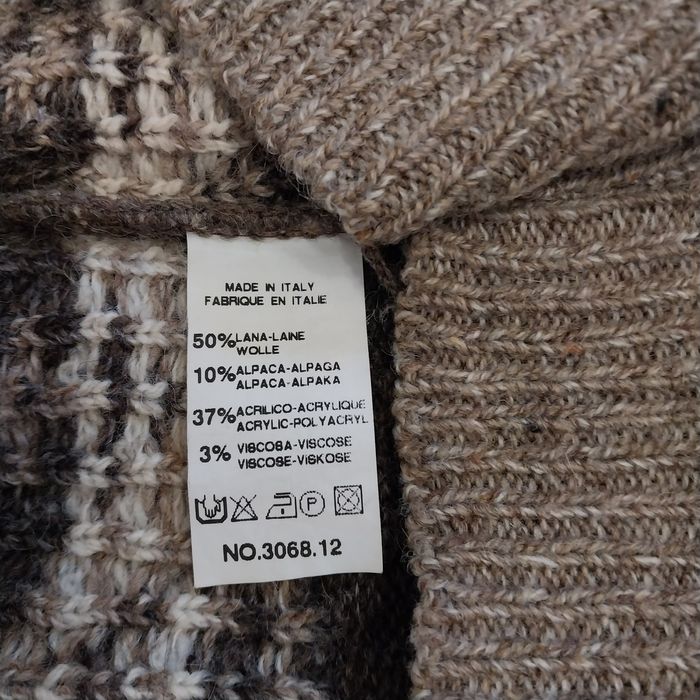 MADE IN ITALY
FABRIQUE EN ITALIE
50% LANA-LAINE
WOLLE
10% ALPACA-ALPAGA
ALPACA-ALPAKA
37% ACRILICO-ACRYLIQUE
ACRYLIC-POLYACRYL
3% VISCOSA-VISCOSE
VISCOSE-VISKOSE
P
NO.3068.12